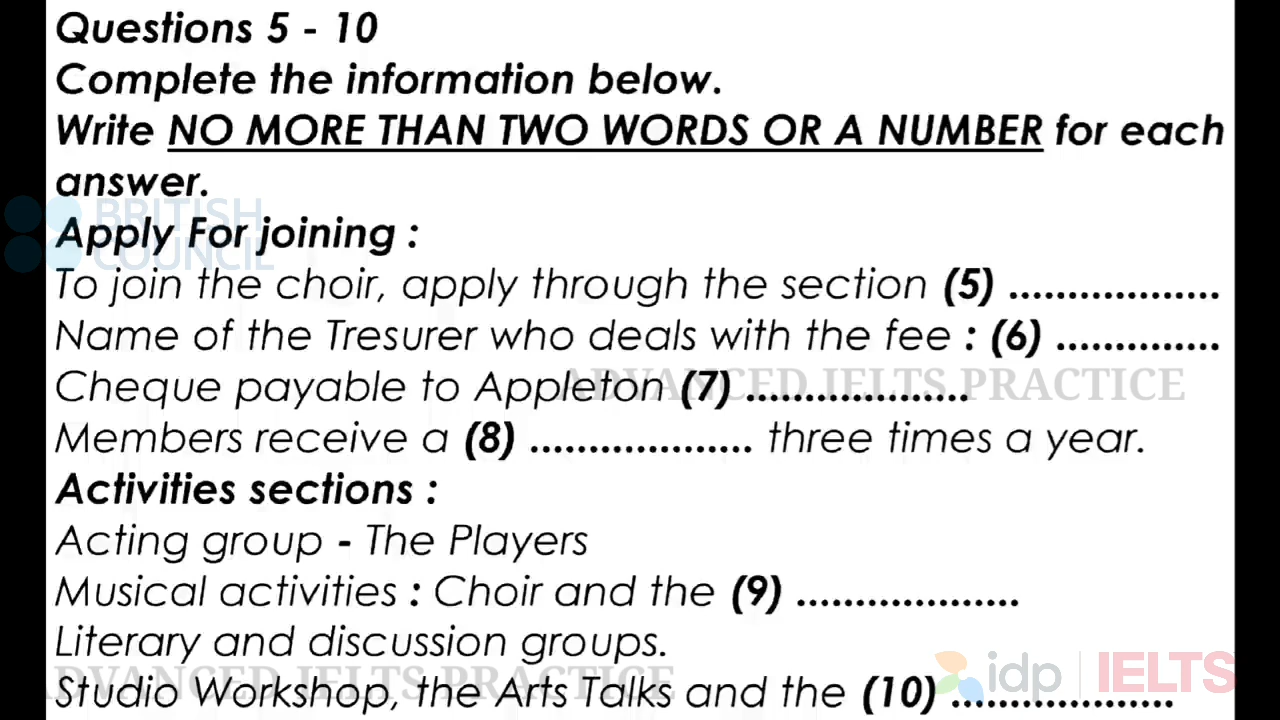 Questions 5 - 10
Complete the information below.
Write NO MORE THAN TWO WORDS OR A NUMBER for each
answer.
BRITISH
COUNCIL
Apply For joining :
To join the choir, apply through the section (5) ..................
Name of the Tresurer who deals with the fee : (6) ..............
ADVANCED IELTS PRACTICE
Cheque payable to Appleton (7) ...................
Members receive a (8) ................... three times a year.
Activities sections :
Acting group - The Players
Musical activities : Choir and the (9) ...................
Literary and discussion groups.
ADVANCED IELTS PRACTICE
idp IELTS
Studio Workshop, the Arts Talks and the (10) ...................